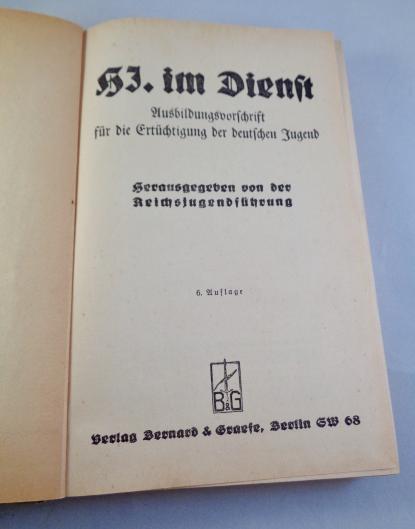 HJ. im Dienst
Ausbildungsvorschrift
für die Ertüchtigung der deutschen Jugend
Herausgegeben von der
Reichsjugendführung
6. Auflage
B&G
Verlag Bernard & Graefe, Berlin SW 68